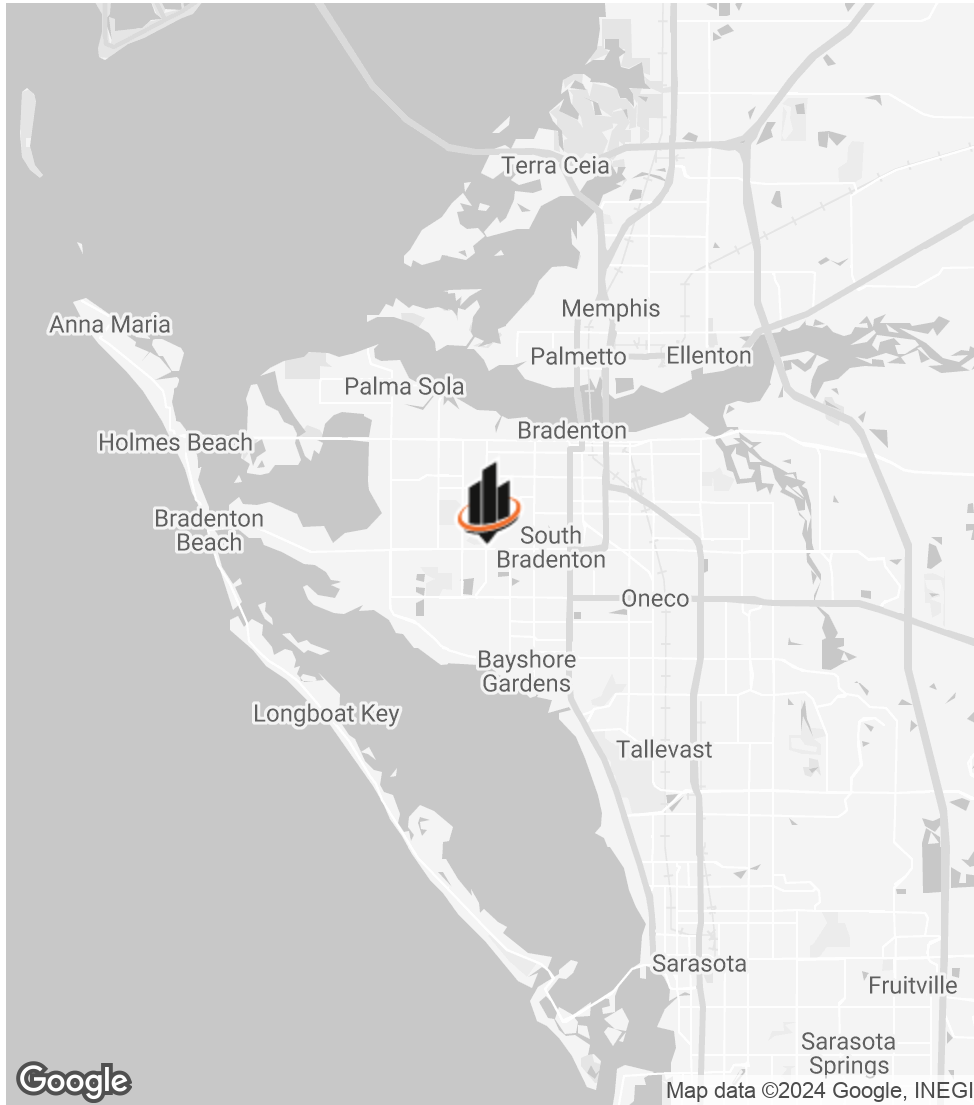 Terra Ceia
Memphis
Anna Maria
Palmetto
Ellenton
Palma Sola
Bradenton
Holmes Beach
Bradenton
Beach
South
Bradenton
Oneco
Bayshore
Gardens
Longboat Key
Tallevast
Sarasota
Fruitville
Sarasota
Springs
Google
Map data ©2024 Google, INEGI